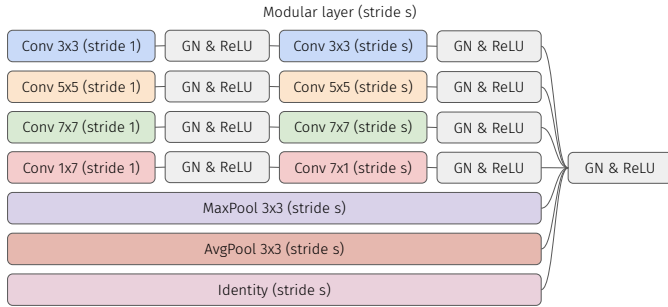 Modular layer (stride s)
Conv 3x3 (stride 1) GN & ReLU Conv 3x3 (stride s) GN & ReLU
Conv 5x5 (stride 1) GN & ReLU Conv 5x5 (stride s) GN & ReLU
Conv 7x7 (stride 1) GN & ReLU Conv 7x7 (stride s) GN & ReLU
Conv 1x7 (stride 1) GN & ReLU Conv 7x1 (stride s) GN & ReLU GN & ReLU
MaxPool 3x3 (stride s)
AvgPool 3x3 (stride s)
Identity (stride s)